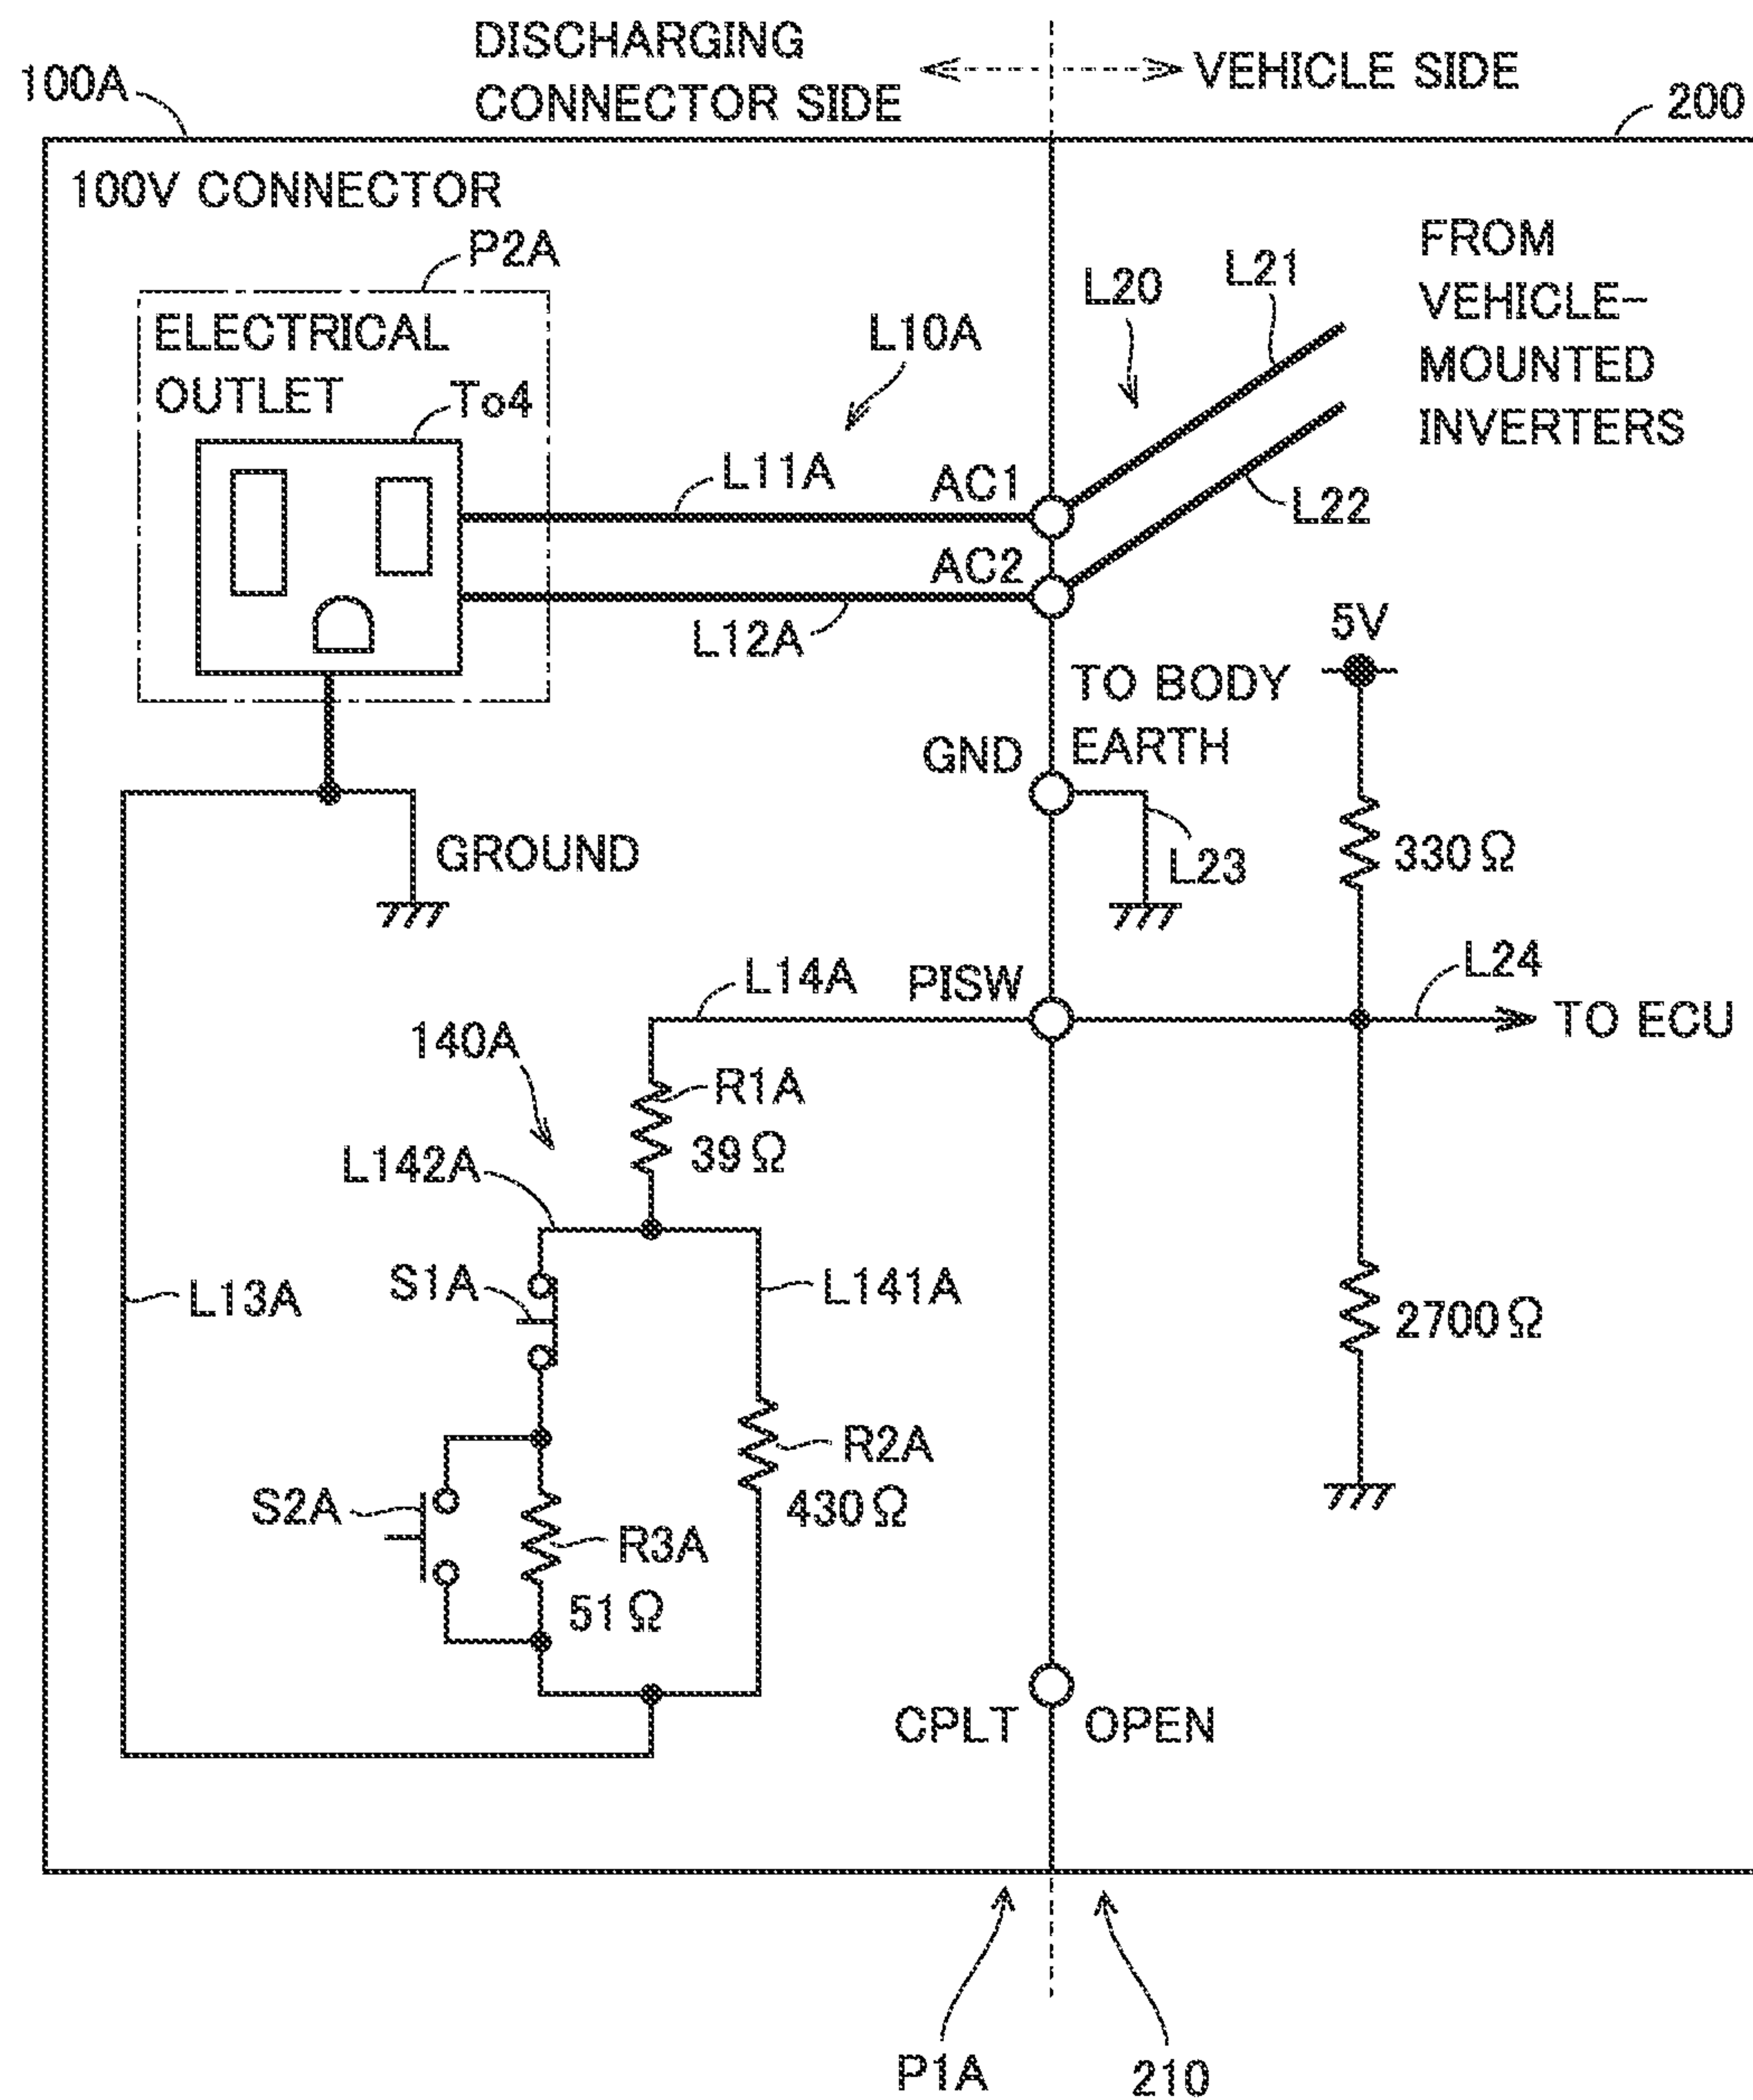 DISCHARGING
CONNECTOR SIDE
VEHICLE SIDE
100A
200
100V CONNECTOR
P2A
ELECTRICAL
OUTLET
To4
L10A
L20
L21
FROM
VEHICLE-
MOUNTED
INVERTERS
L11A
AC1
L22
AC2
L12A
5V
TO BODY
EARTH
GND
GROUND
L23
330Ω
L14A
PISW
L24
TO ECU
140A
R1A
39Ω
L142A
S1A
L141A
L13A
2700Ω
R2A
430Ω
S2A
R3A
51Ω
CPLT
OPEN
P1A
210